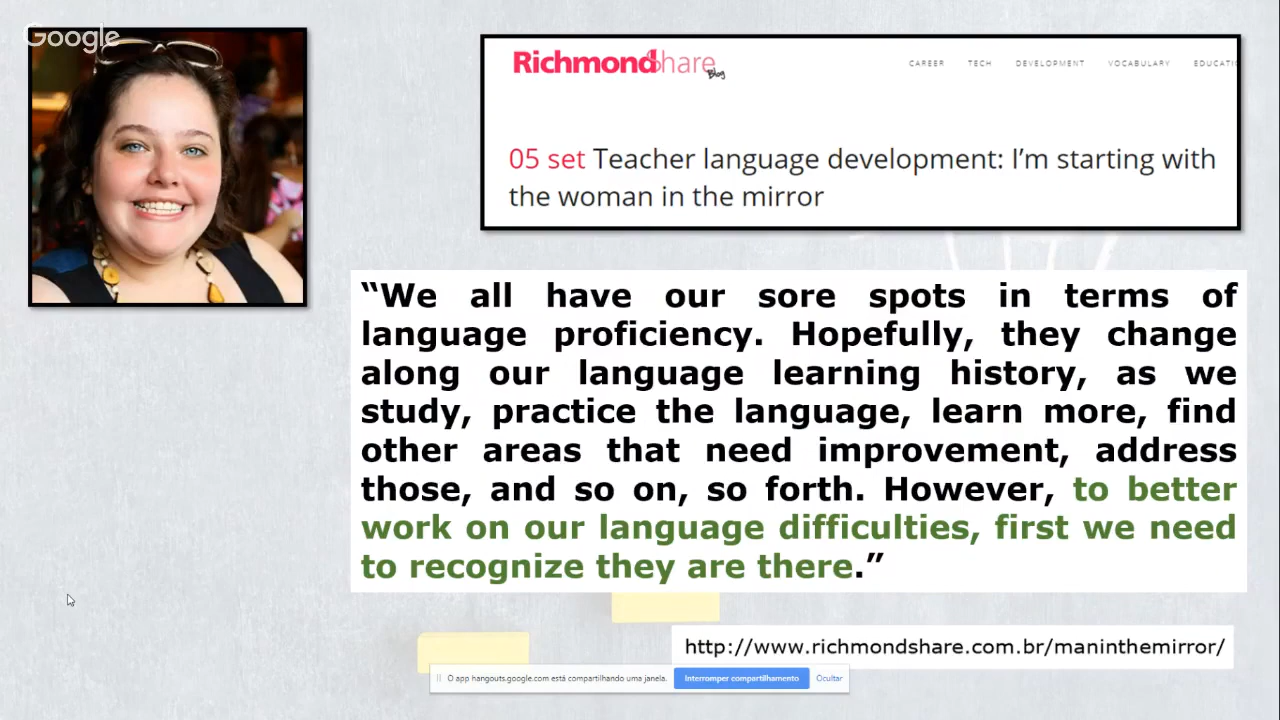 Google
RichmondShare
Blog
CAREER TECH DEVELOPMENT VOCABULARY EDUCATI
05 set Teacher language development: I’m starting with
the woman in the mirror
“We all have our sore spots in terms of
language proficiency. Hopefully, they change
along our language learning history, as we
study, practice the language, learn more, find
other areas that need improvement, address
those, and so on, so forth. However, to better
work on our language difficulties, first we need
to recognize they are there.”
http://www.richmondshare.com.br/maninthemirror/
O app hangouts.google.com está compartilhando uma janela. Interromper compartilhamento Ocultar